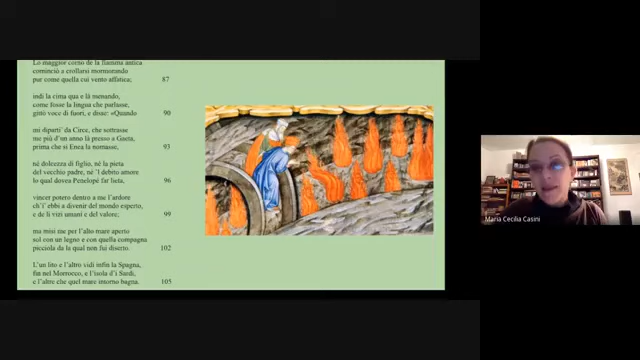 Lo maggior corno de la fiamma antica
cominciò a crollarsi mormorando
pur come quella cui vento affatica; 87
indi la cima qua e là menando,
come fosse la lingua che parlasse,
gittò voce di fuori, e disse: «Quando 90
mi diparti' da Circe, che sottrasse
me più d'un anno là presso a Gaeta,
prima che sì Enea la nomasse, 93
né dolcezza di figlio, né la pieta
del vecchio padre, né 'l debito amore
lo qual dovea Penelopè far lieta, 96
vincer potero dentro a me l'ardore
ch'i' ebbi a divenir del mondo esperto,
e de li vizi umani e del valore; 99
ma misi me per l'alto mare aperto
sol con un legno e con quella compagna
picciola da la qual non fui diserto. 102
L'un lito e l'altro vidi infin la Spagna,
fin nel Morrocco, e l'isola d'i Sardi,
e l'altre che quel mare intorno bagna. 105
Maria Cecilia Casini